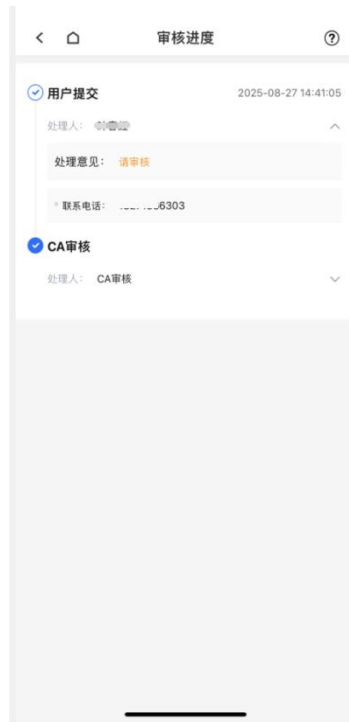 审核进度
用户提交 2025-08-27 14:41:05
处理人：
处理意见： 请审核
*联系电话： 6303
CA审核
处理人： CA审核